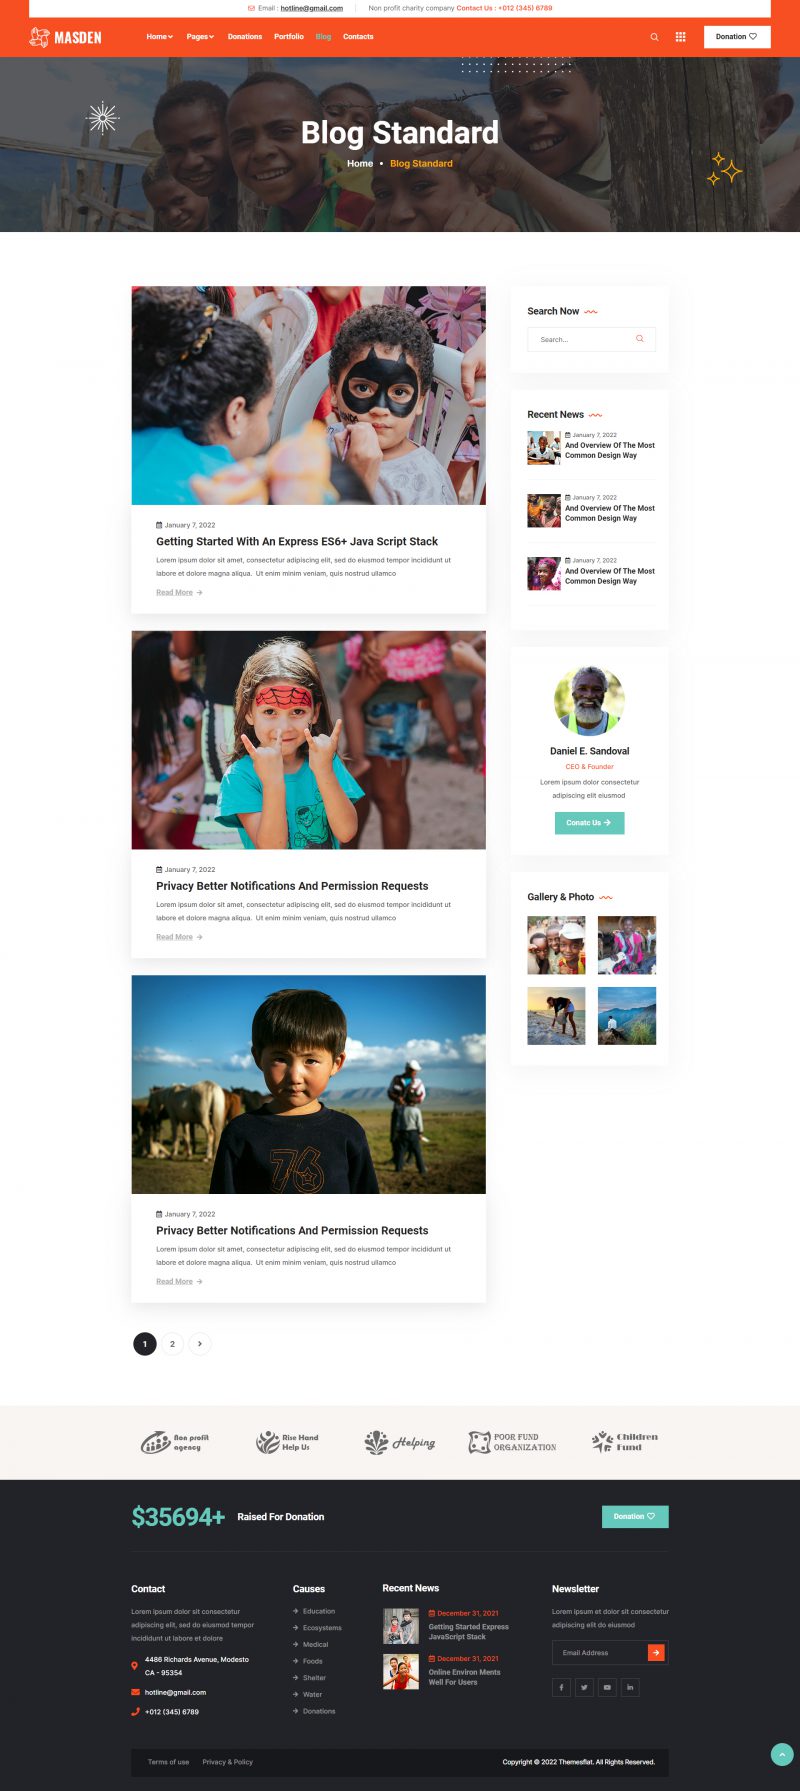 Email : hotline@gmail.com
Non profit charity company Contact Us : +012 (345) 6789
MASDEN
Home Pages Donations Portfolio Blog Contacts
Donation
Blog Standard
Home • Blog Standard
January 7, 2022
Getting Started With An Express ES6+ Java Script Stack
Lorem ipsum dolor sit amet, consectetur adipiscing elit, sed do eiusmod tempor incididunt ut
labore et dolore magna aliqua. Ut enim minim veniam, quis nostrud ullamco
Read More
January 7, 2022
Privacy Better Notifications And Permission Requests
Lorem ipsum dolor sit amet, consectetur adipiscing elit, sed do eiusmod tempor incididunt ut
labore et dolore magna aliqua. Ut enim minim veniam, quis nostrud ullamco
Read More
76
January 7, 2022
Privacy Better Notifications And Permission Requests
Lorem ipsum dolor sit amet, consectetur adipiscing elit, sed do eiusmod tempor incididunt ut
labore et dolore magna aliqua. Ut enim minim veniam, quis nostrud ullamco
Read More
1 2
Search Now
Search...
Recent News
January 7, 2022
And Overview Of The Most
Common Design Way
January 7, 2022
And Overview Of The Most
Common Design Way
January 7, 2022
And Overview Of The Most
Common Design Way
Daniel E. Sandoval
CEO & Founder
Lorem ipsum dolor consectetur
adipiscing elit eiusmod
Conatc Us
Gallery & Photo
Non profit
agency
Rise Hand
Help Us
Helping
POOR FUND
ORGANIZATION
Children
Fund
$35694+ Raised For Donation
Donation
Contact
Lorem ipsum dolor sit consectetur
adipiscing elit, sed do eiusmod tempor
incididunt ut labore et dolore
4486 Richards Avenue, Modesto
CA - 95354
hotline@gmail.com
+012 (345) 6789
Causes
Education
Ecosystems
Medical
Foods
Shelter
Water
Donations
Recent News
December 31, 2021
Getting Started Express
JavaScript Stack
December 31, 2021
Online Environ Ments
Well For Users
Newsletter
Lorem ipsum et dolor sit consectetur
adipiscing elit do eiusmod
Email Address
Terms of use Privacy & Policy
Copyright © 2022 Themesflat. All Rights Reserved.